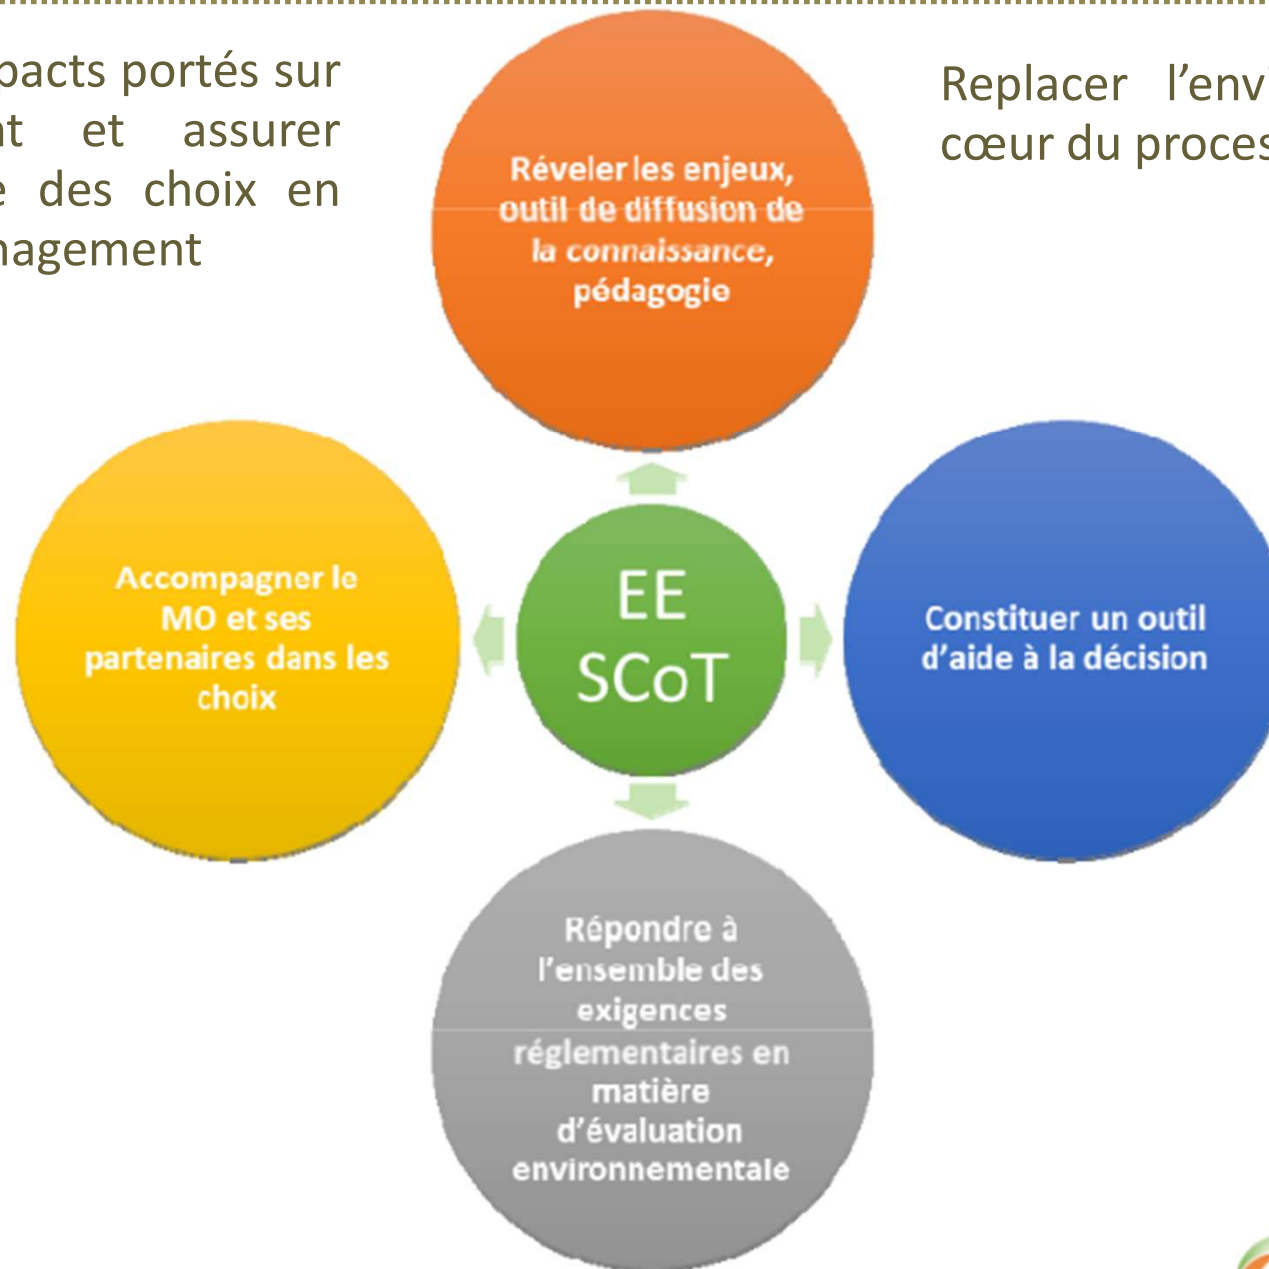 pacts portés sur
nt et assurer
e des choix en
nagement
Replacer l’envi
cœur du proces
Réveler les enjeux,
outil de diffusion de
la connaissance,
pédagogie
Accompagner le
MO et ses
partenaires dans les
choix
EE
SCoT
Constituer un outil
d’aide à la décision
Répondre à
l’ensemble des
exigences
réglementaires en
matière
d’évaluation
environnementale